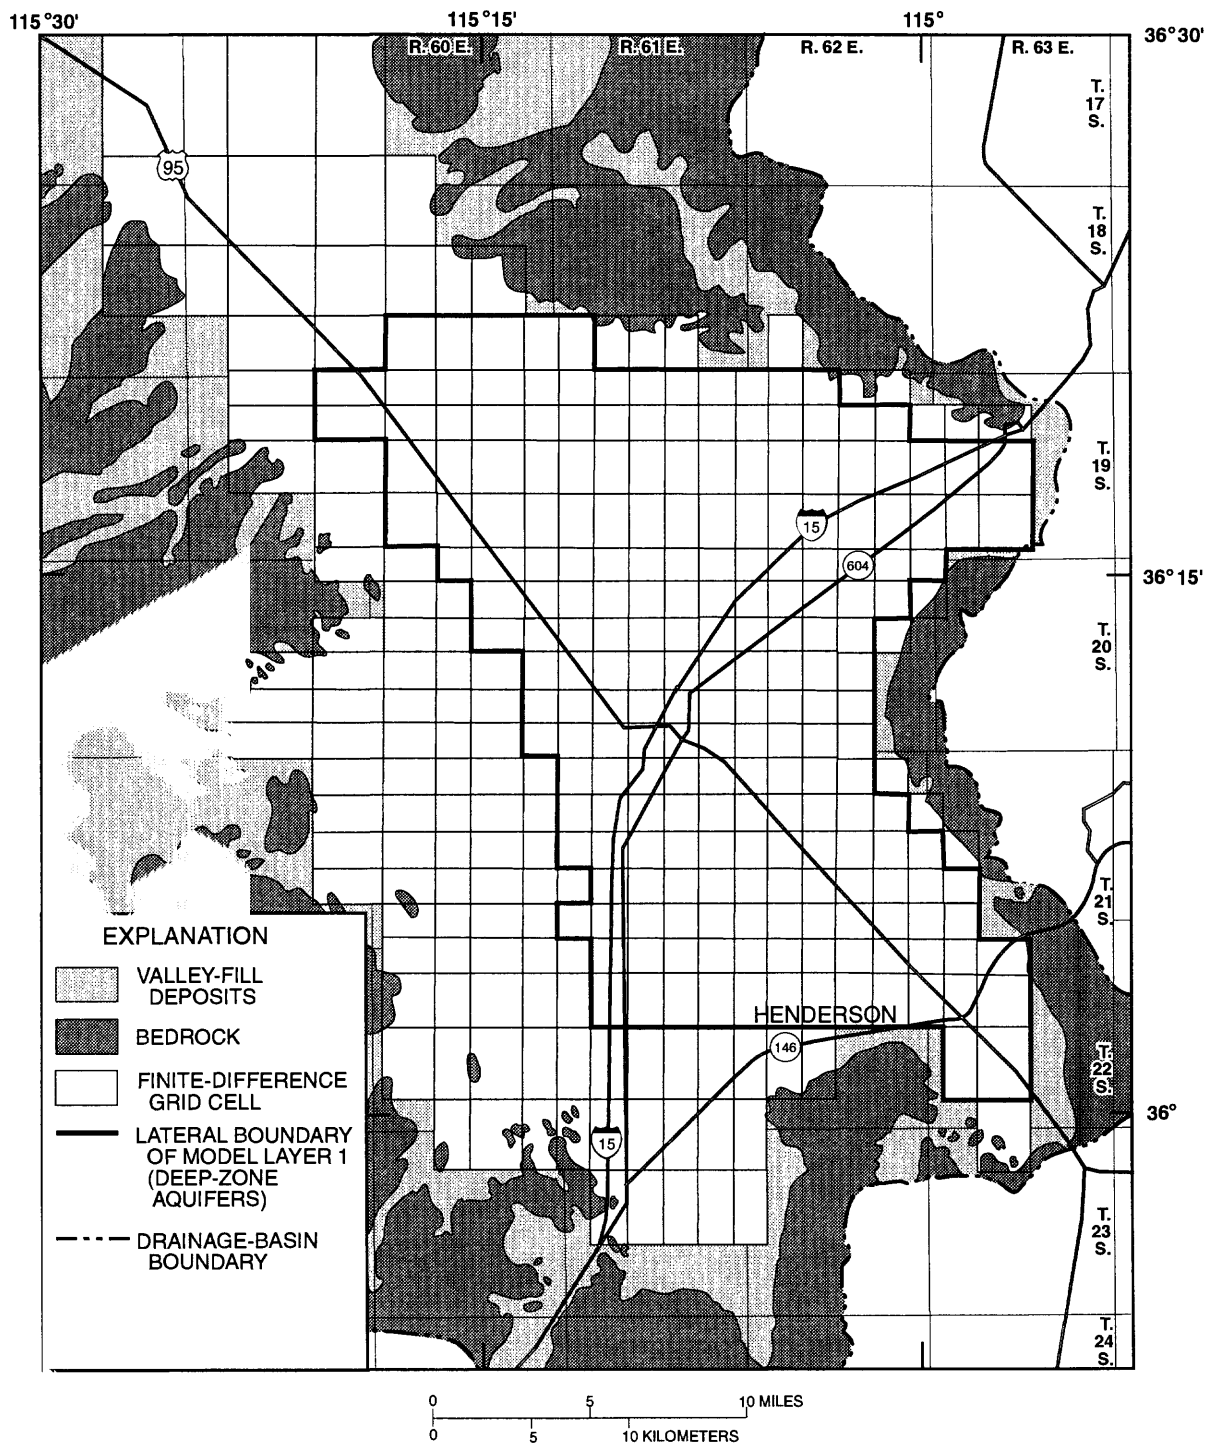 115°30'
115°15'
115°
R. 60 E.
R. 61 E.
R. 62 E.
R. 63 E.
36°30'
T.
17
S.
95
T.
18
S.
T.
19
S.
15
604
36°15'
T.
20
S.
T.
21
S.
EXPLANATION
VALLEY-FILL
DEPOSITS
BEDROCK
FINITE-DIFFERENCE
GRID CELL
LATERAL BOUNDARY
OF MODEL LAYER 1
(DEEP-ZONE
AQUIFERS)
DRAINAGE-BASIN
BOUNDARY
HENDERSON
146
T.
22
S.
36°
15
T.
23
S.
T.
24
S.
0 5 10 MILES
0 5 10 KILOMETERS